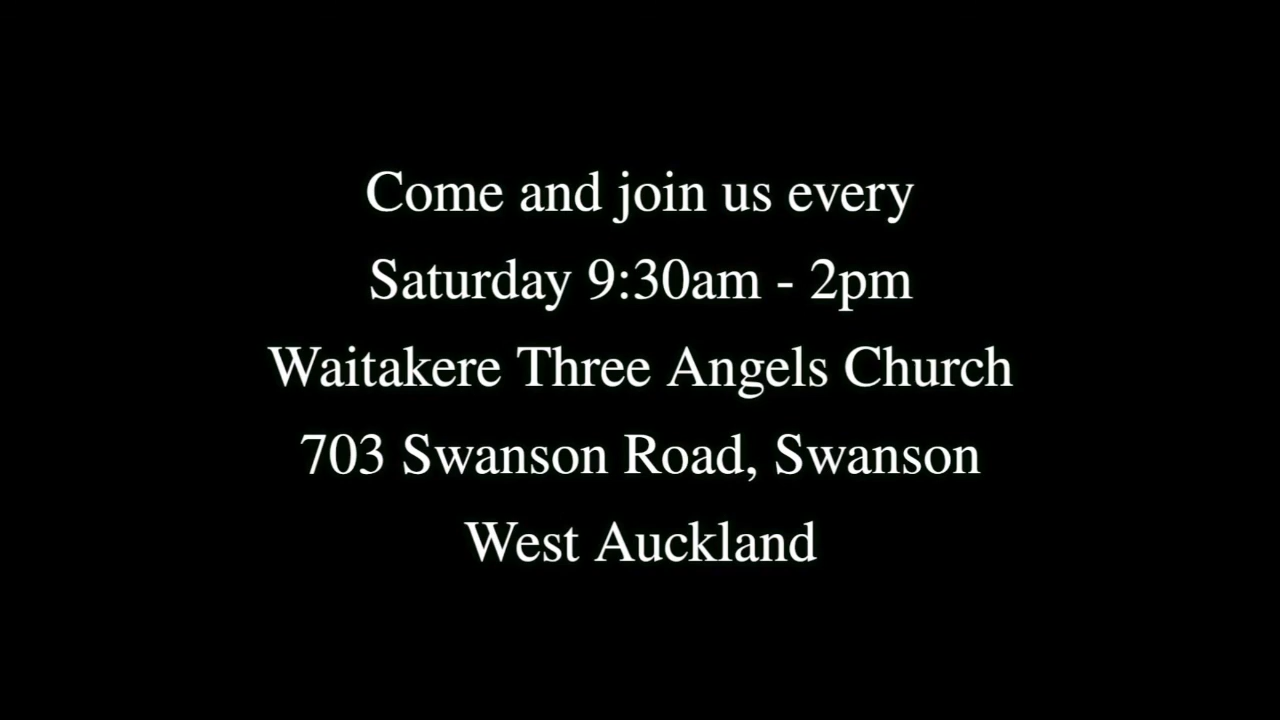 Come and join us every
Saturday 9:30am - 2pm
Waitakere Three Angels Church
703 Swanson Road, Swanson
West Auckland